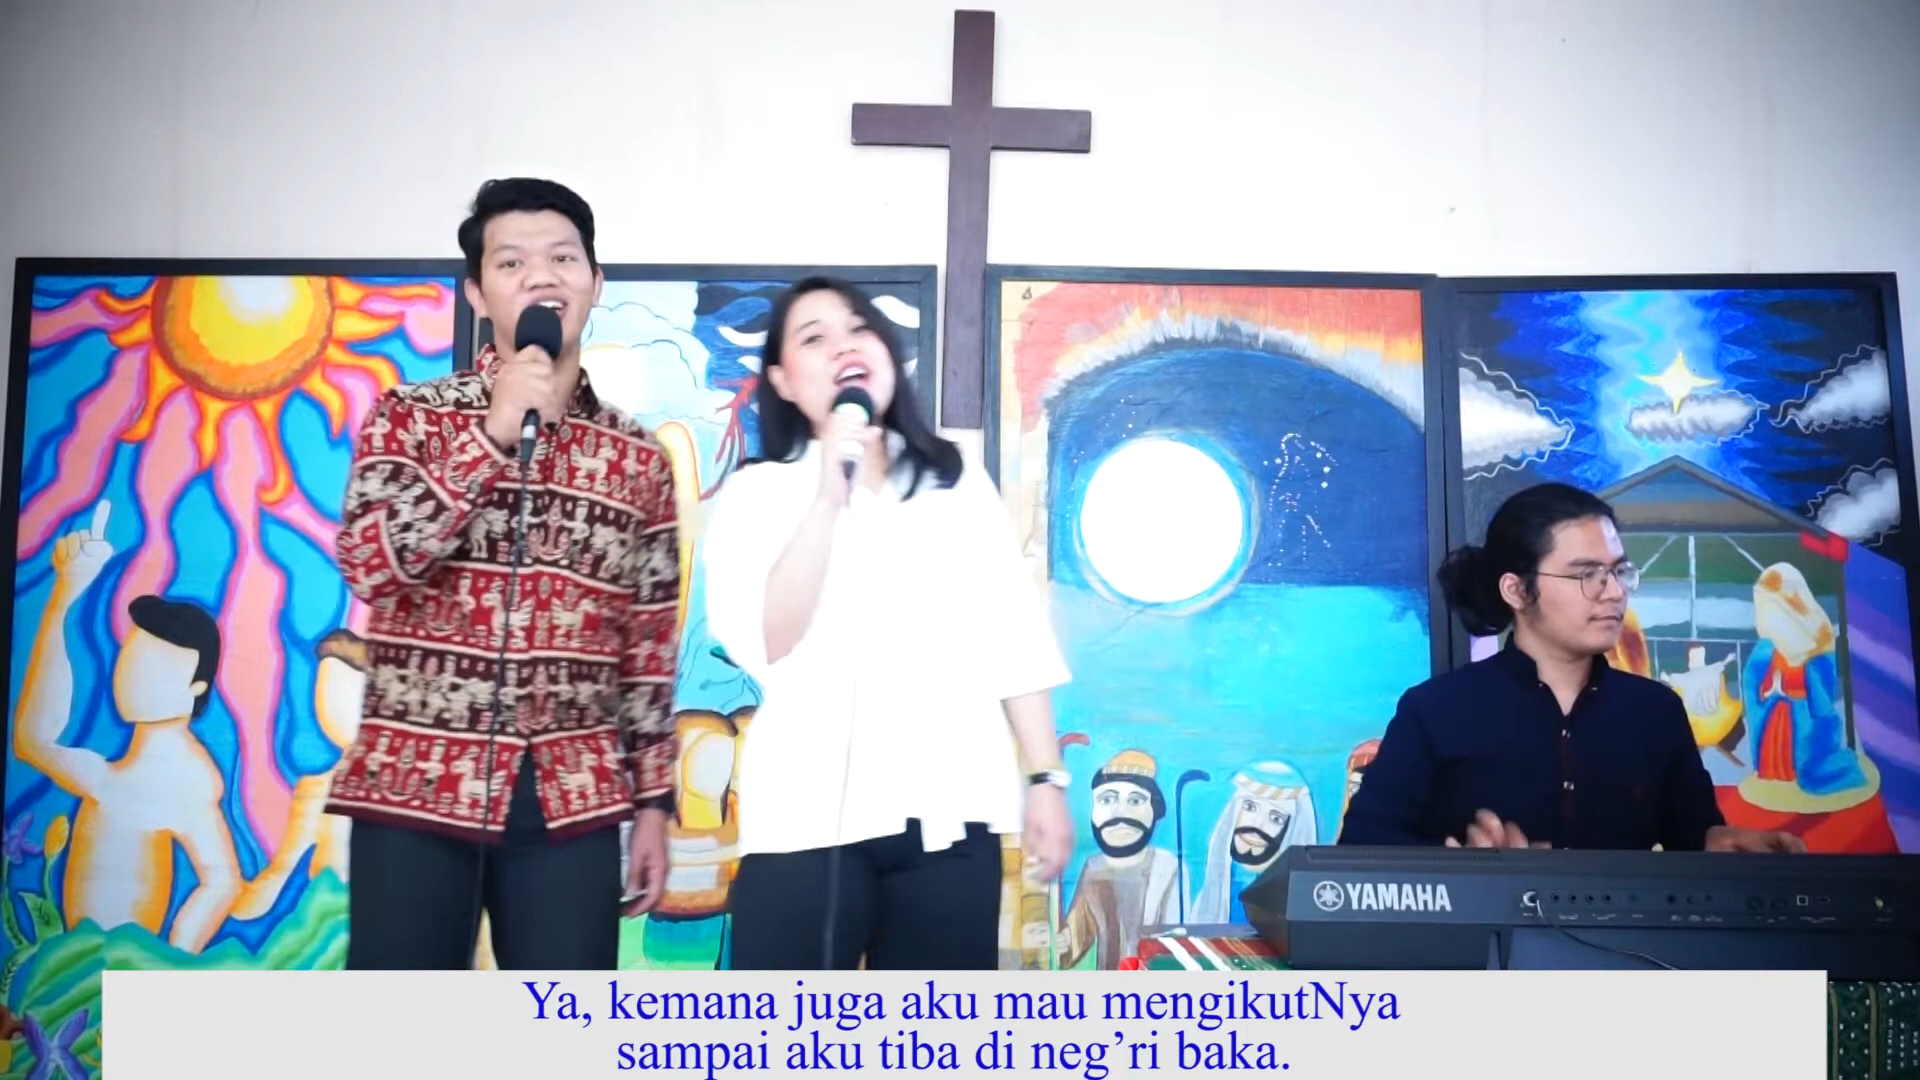 YAMAHA
Ya, kemana juga aku mau mengikutNya
sampai aku tiba di neg’ri baka.